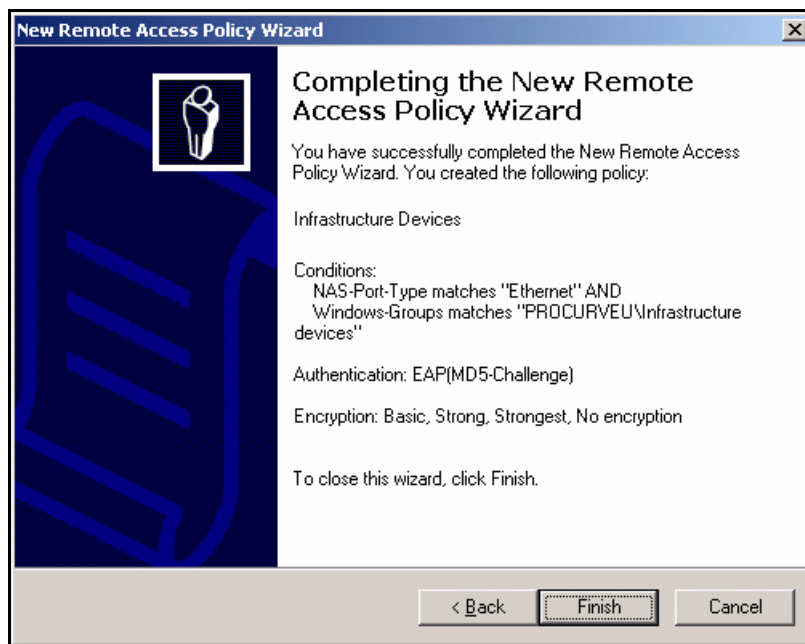 New Remote Access Policy Wizard
Completing the New Remote
Access Policy Wizard
You have successfully completed the New Remote Access
Policy Wizard. You created the following policy:
Infrastructure Devices
Conditions:
NAS-Port-Type matches "Ethernet" AND
Windows-Groups matches "PROCURVEU\Infrastructure
devices"
Authentication: EAP(MD5-Challenge)
Encryption: Basic, Strong, Strongest, No encryption
To close this wizard, click Finish.
< Back Finish Cancel